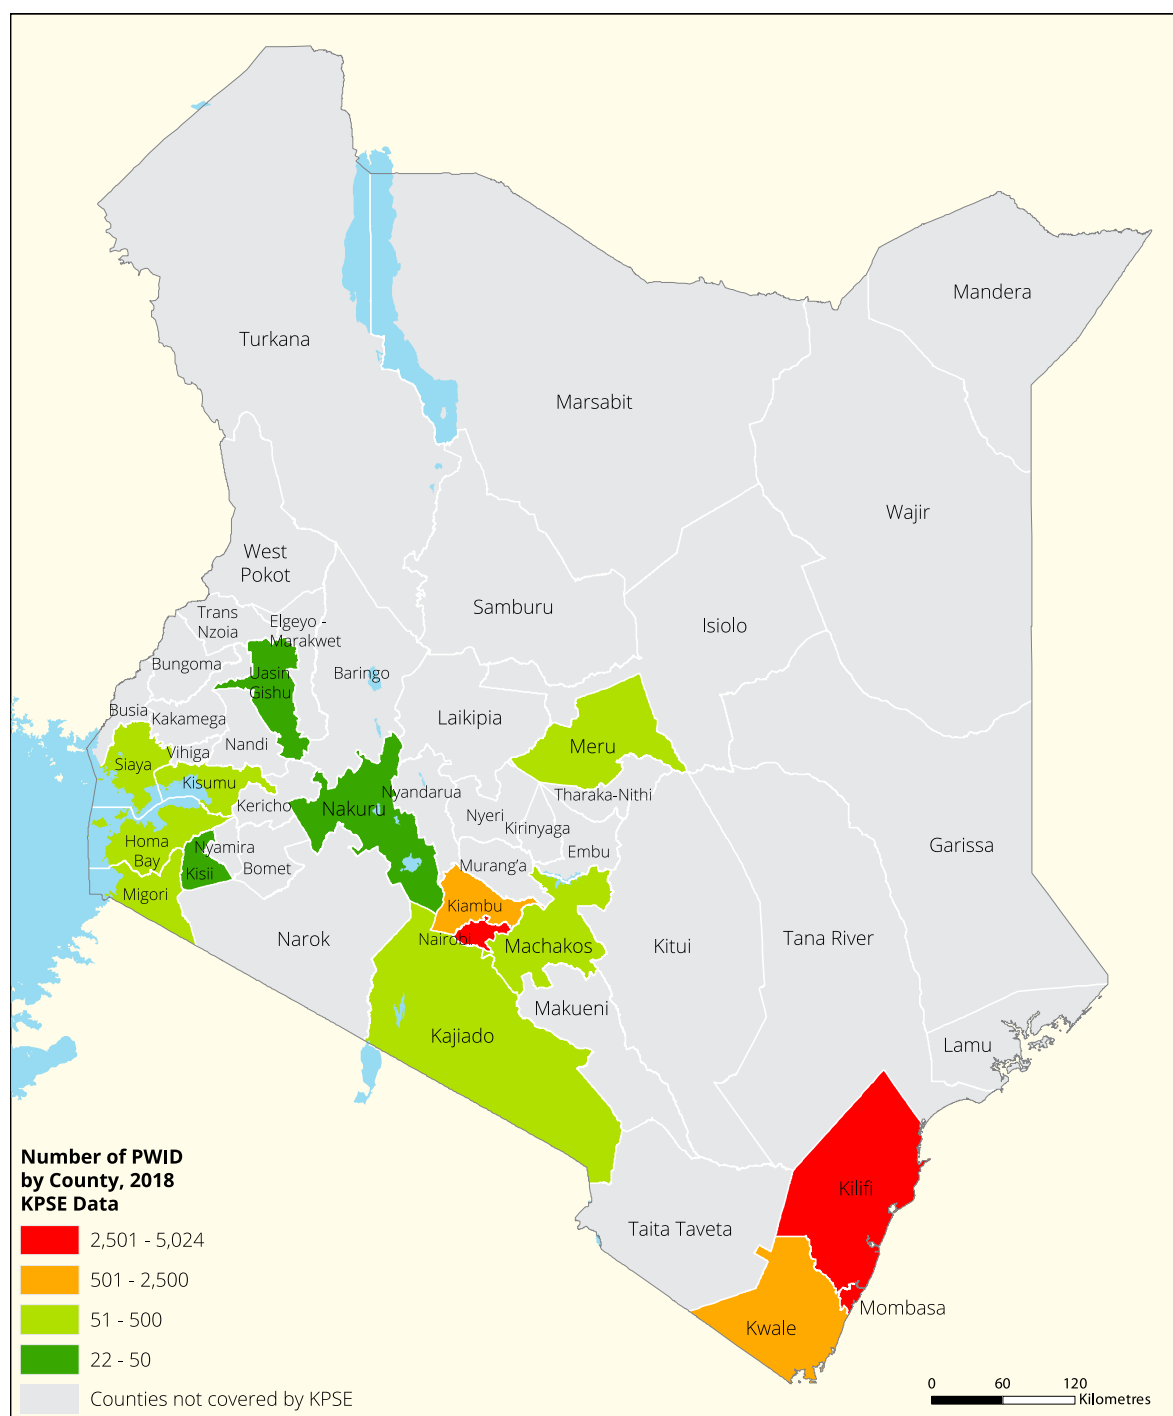 Mandera
Turkana
Marsabit
Wajir
West
Pokot
Samburu
Isiolo
Trans
Nzoia
Elgeyo -
Marakwet
Bungoma
Baringo
Uasin
Gishu
Busia
Kakamega
Laikipia
Nandi
Vihiga
Meru
Siaya
Kisumu
Nyandarua
Tharaka-Nithi
Kericho
Nakuru
Nyeri
Kirinyaga
Homa
Bay
Nyamira
Embu
Garissa
Bomet
Murang'a
Kisii
Migori
Kiambu
Narok
Nairobi
Machakos
Kitui
Tana River
Makueni
Kajiado
Lamu
Kilifi
Taita Taveta
Mombasa
Kwale
Number of PWID
by County, 2018
KPSE Data
2,501 - 5,024
501 - 2,500
51 - 500
22 - 50
Counties not covered by KPSE
0 60 120
Kilometres